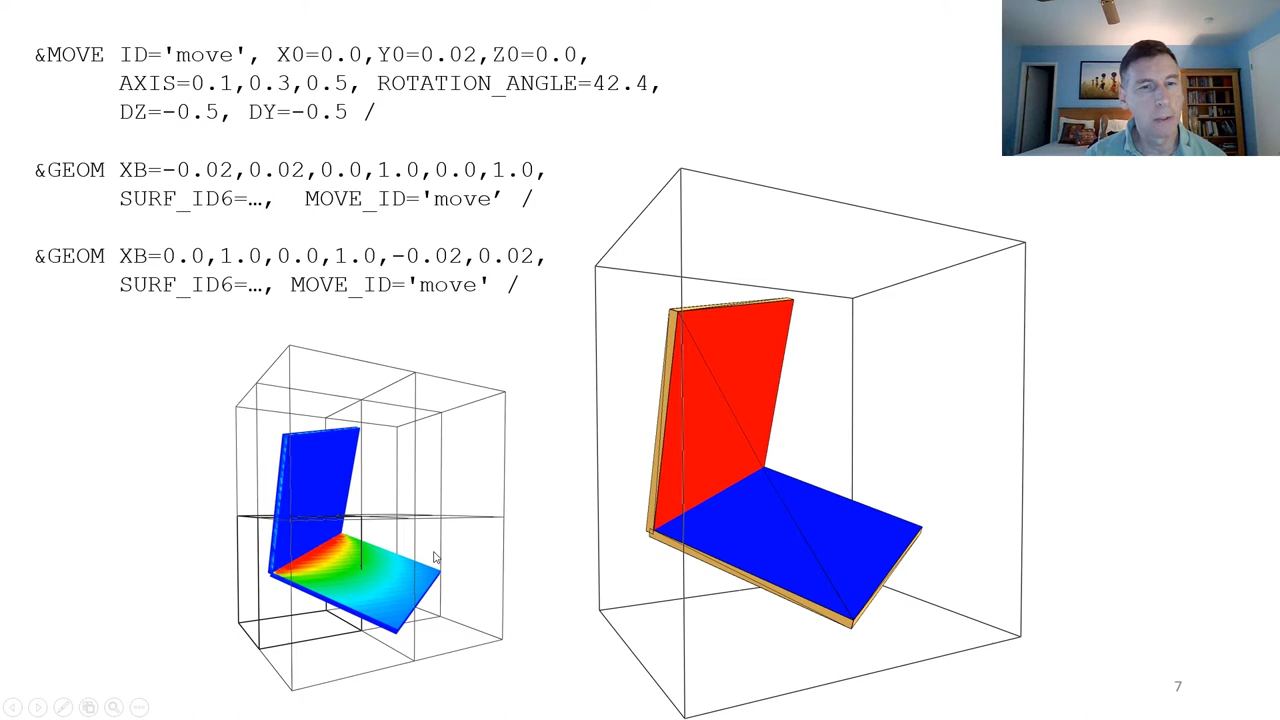 &MOVE ID='move', X0=0.0,Y0=0.02,Z0=0.0,
AXIS=0.1,0.3,0.5, ROTATION_ANGLE=42.4,
DZ=-0.5, DY=-0.5 /
&GEOM XB=-0.02,0.02,0.0,1.0,0.0,1.0,
SURF_ID6=…, MOVE_ID='move’ /
&GEOM XB=0.0,1.0,0.0,1.0,-0.02,0.02,
SURF_ID6=…, MOVE_ID='move' /
7